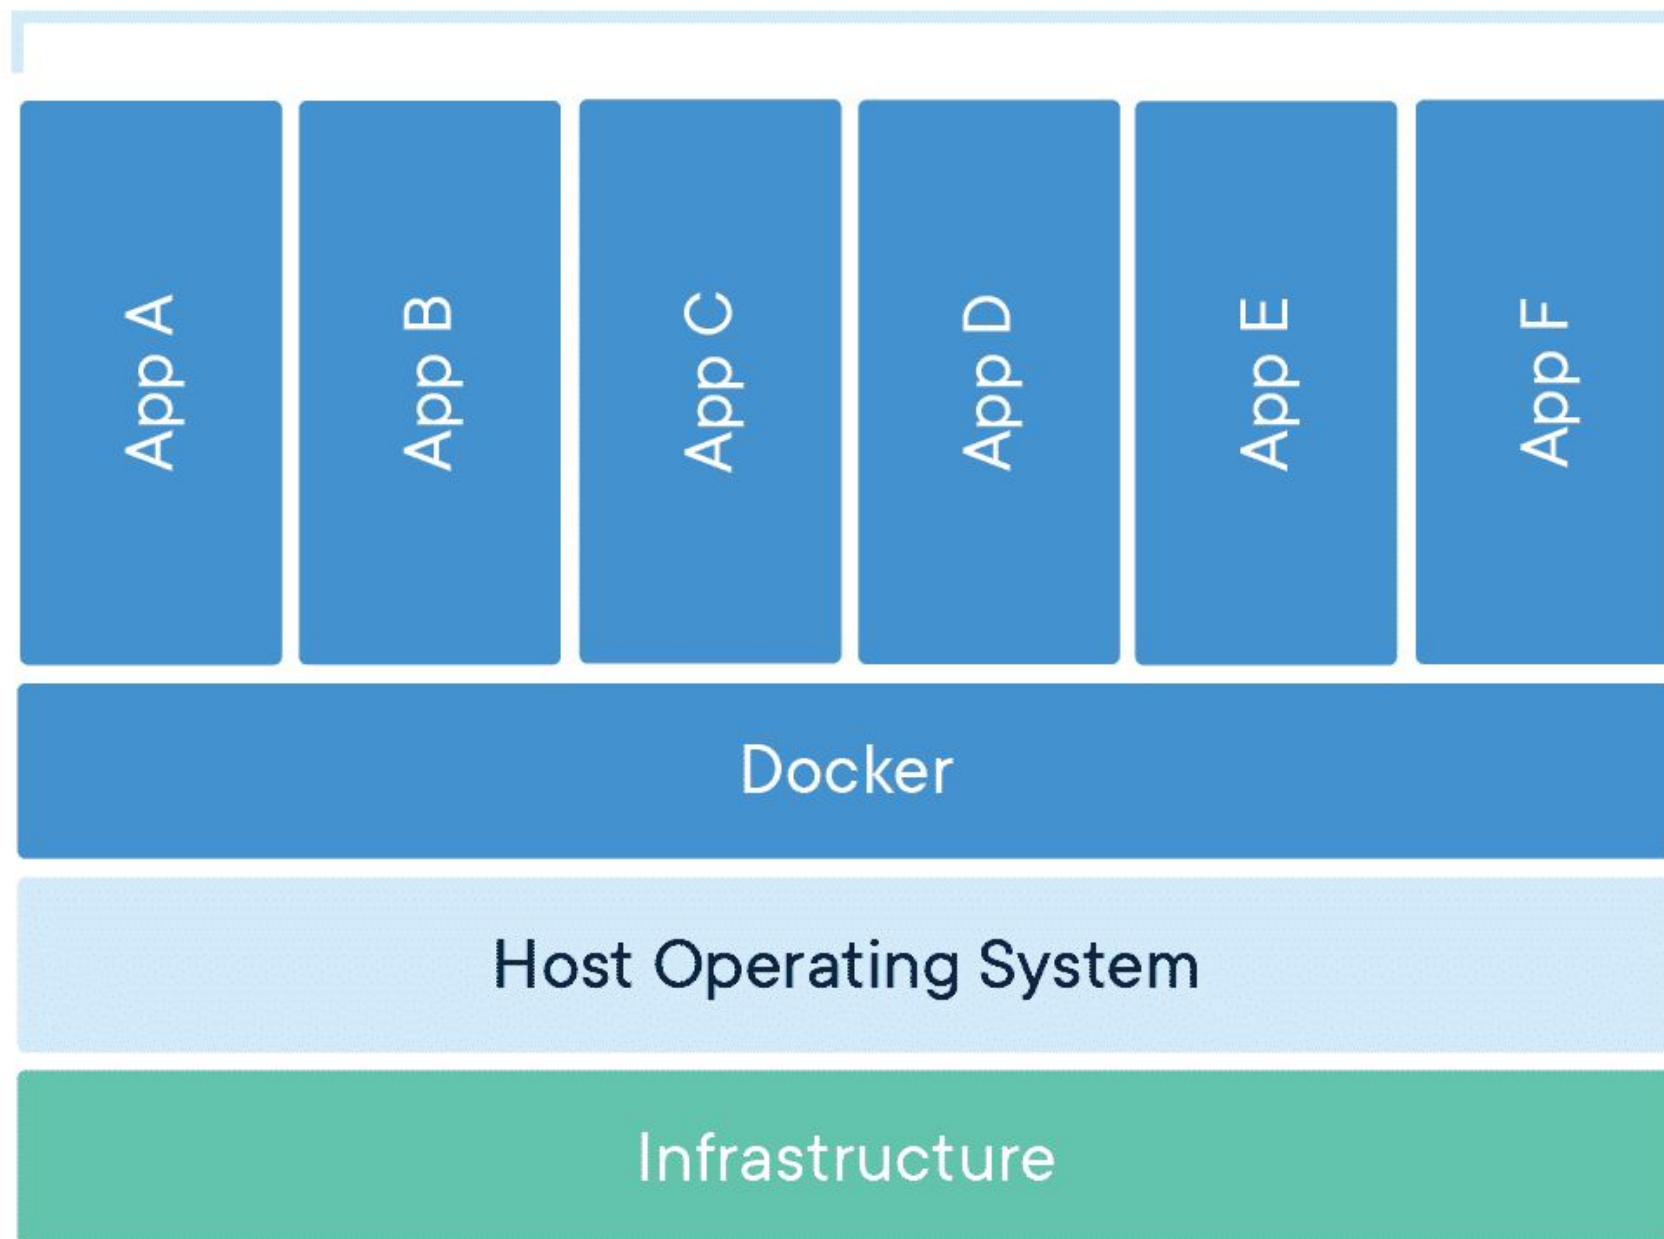 App A
App B
App C
App D
App E
App F
Docker
Host Operating System
Infrastructure